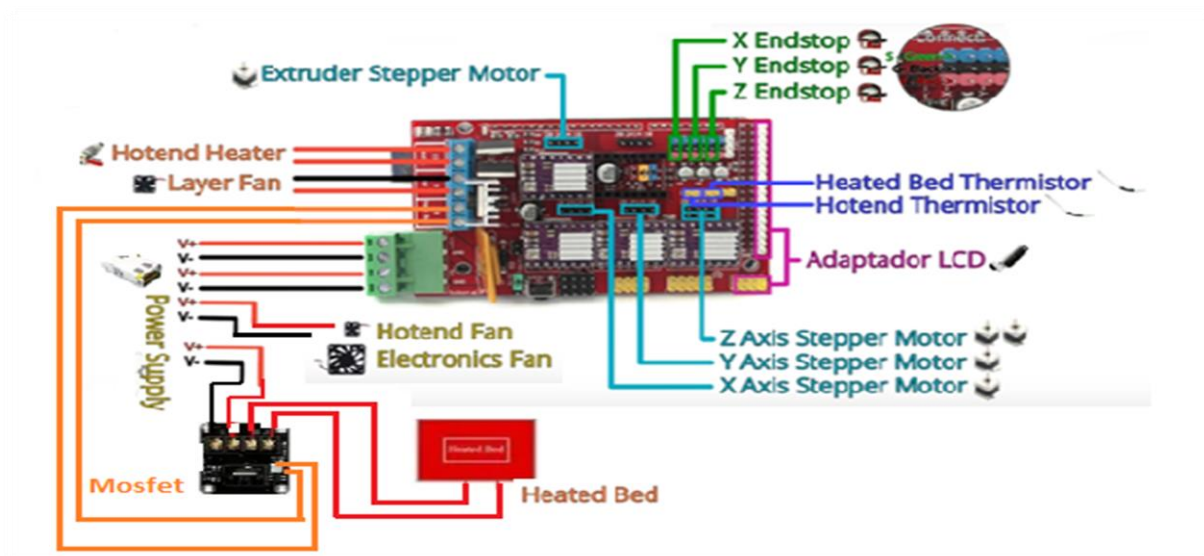 X Endstop
Y Endstop
Z Endstop
Connect
S
Extruder Stepper Motor
Hotend Heater
Layer Fan
Heated Bed Thermistor
Hotend Thermistor
Adaptador LCD
V+
V-
V+
V-
V+
V-
V+
V-
Power Supply
Hotend Fan
Electronics Fan
Z Axis Stepper Motor
Y Axis Stepper Motor
X Axis Stepper Motor
Mosfet
Heated Bed
Heated Bed